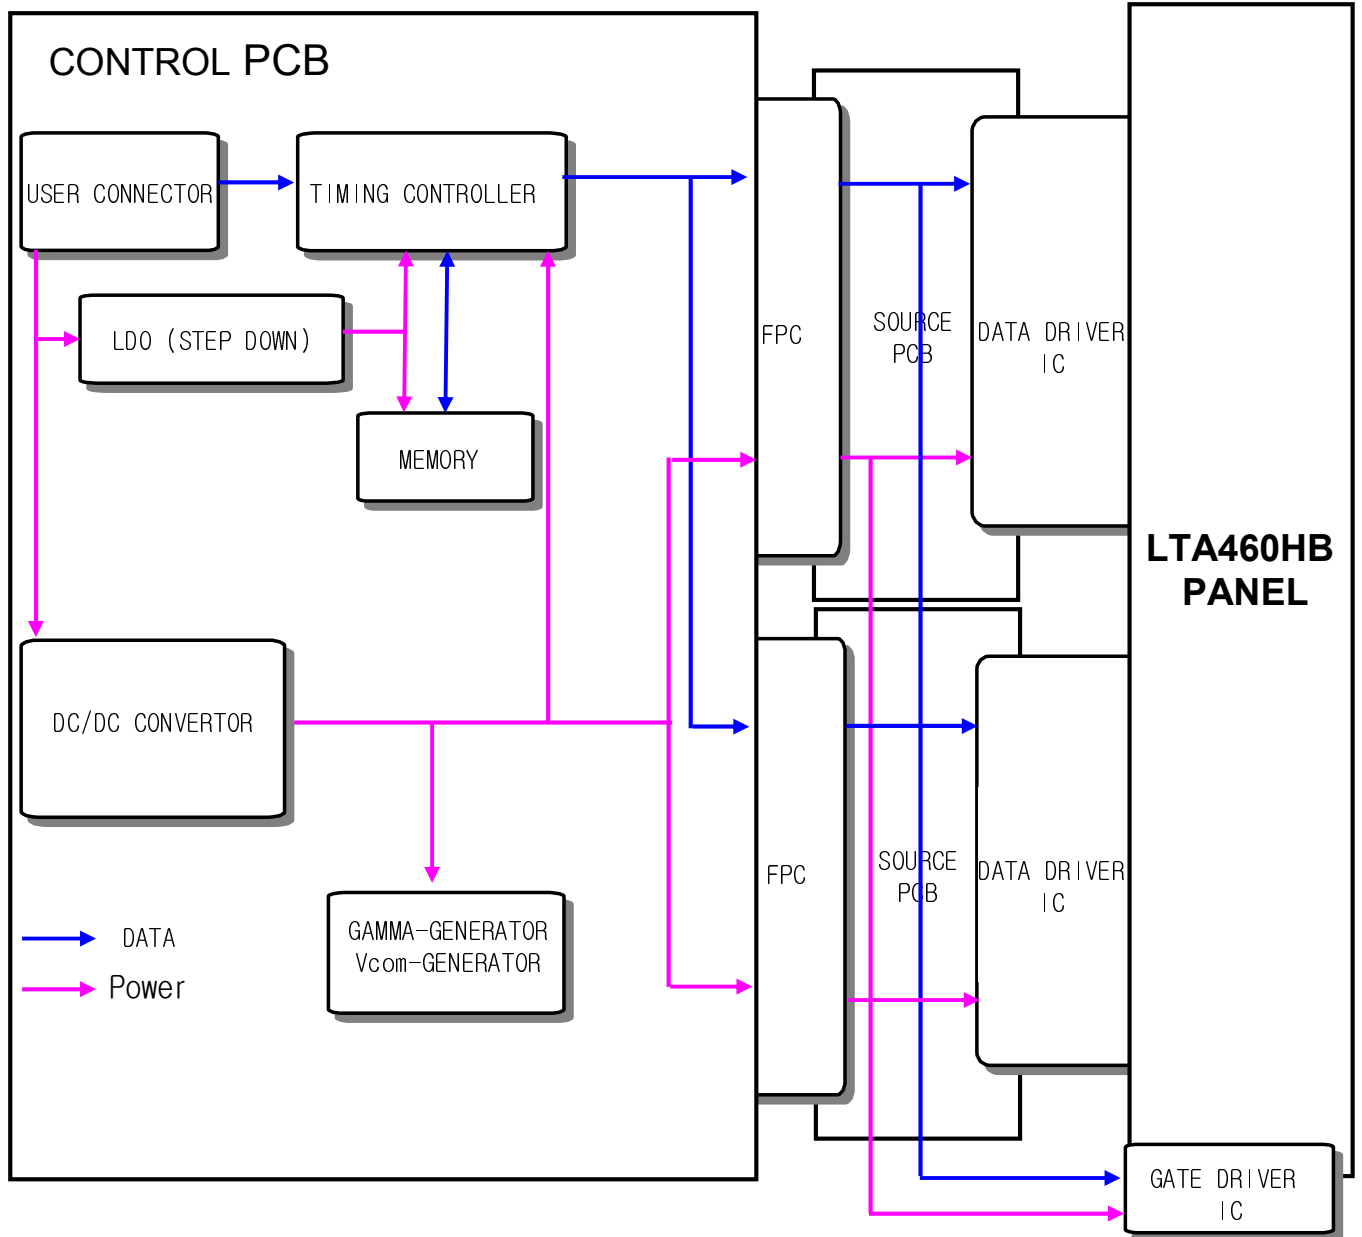 CONTROL PCB
USER CONNECTOR
TIMING CONTROLLER
LDO (STEP DOWN)
MEMORY
DC/DC CONVERTOR
GAMMA-GENERATOR
Vcom-GENERATOR
DATA
Power
FPC
SOURCE
PCB
DATA DRIVER
IC
FPC
SOURCE
PCB
DATA DRIVER
IC
LTA460HB
PANEL
GATE DRIVER
IC